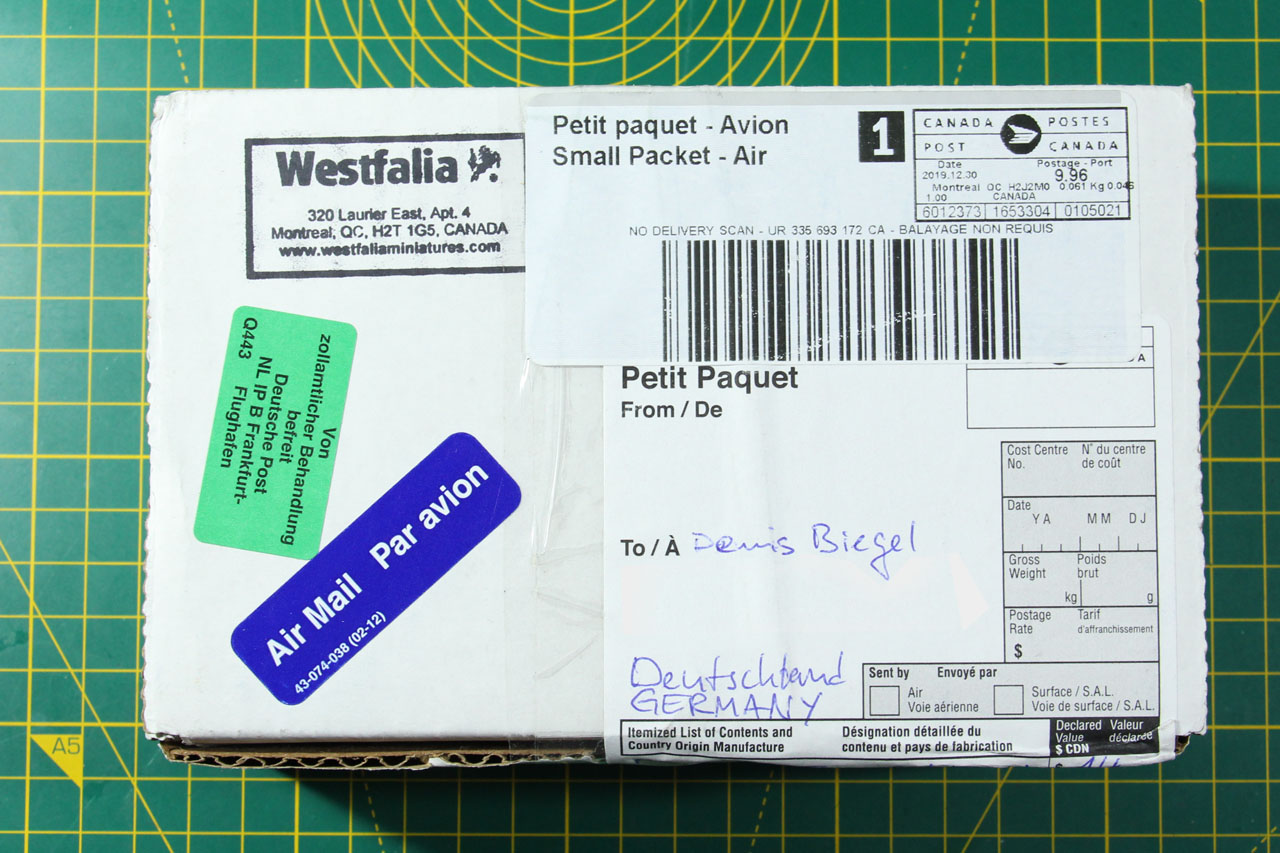 Westfalia
320 Laurier East, Apt. 4
Montreal, QC, H2T 1G5, CANADA
www.westfaliaminiatures.com
Petit paquet - Avion
Small Packet - Air
1
CANADA POSTES
POST CANADA
Date Postage - Port
2019.12.30 9.96
Montreal QC H2J2M0 0.061 Kg 0.046
1.00 CANADA
6012373 1653304 0105021
NO DELIVERY SCAN - UR 335 693 172 CA - BALAYAGE NON REQUIS
Von
zollamtlicher Behandlung
befreit
Deutsche Post
NL IP B Frankfurt-
Flughafen
Q443
Air Mail Par avion
43-074-038 (02-12)
A
Petit Paquet
From / De
Cost Centre N° du centre
No. de coût
Date
Y A M M D J
Gross Poids
Weight brut
kg g
Postage Tarif
Rate d'affranchissement
$
To / À Denis Biegel
Deutschland
GERMANY
Sent by Envoyé par
Air Surface / S.A.L.
Voie aérienne Voie de surface / S.A.L.
Itemized List of Contents and Désignation détaillée du Declared Valeur
Country Origin Manufacture contenu et pays de fabrication Value déclarée
$ CDN
$
A5